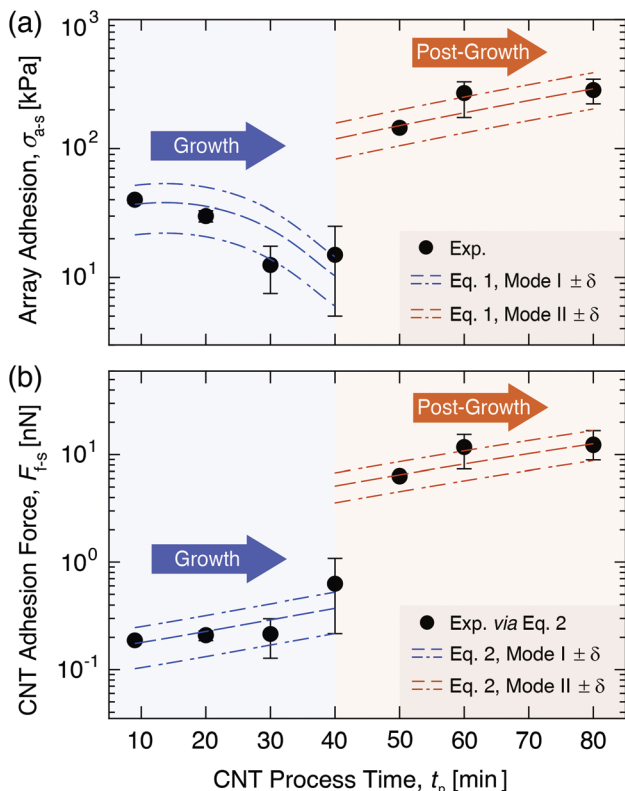 (a)
10³
10²
10¹
Array Adhesion, σa-s [kPa]
Growth
Post-Growth
Exp.
Eq. 1, Mode I ± δ
Eq. 1, Mode II ± δ
(b)
10¹
10⁰
10⁻¹
CNT Adhesion Force, Ff-s [nN]
Growth
Post-Growth
Exp. via Eq. 2
Eq. 2, Mode I ± δ
Eq. 2, Mode II ± δ
10 20 30 40 50 60 70 80
CNT Process Time, tp [min]